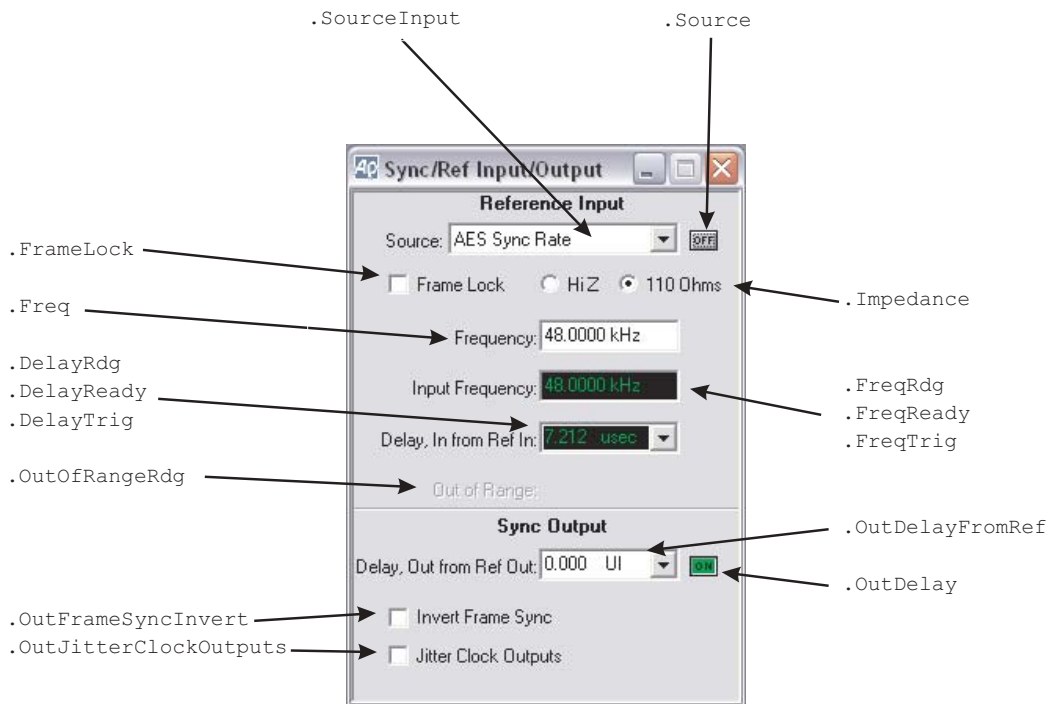 .SourceInput
.Source
Ap Sync/Ref Input/Output
Reference Input
Source: AES Sync Rate OFF
.FrameLock
Frame Lock Hi Z 110 Ohms
.Impedance
.Freq
Frequency: 48.0000 kHz
.DelayRdg
.DelayReady
.DelayTrig
Input Frequency: 48.0000 kHz
.FreqRdg
.FreqReady
.FreqTrig
Delay, In from Ref In: 7.212 usec
.OutOfRangeRdg
Out of Range:
Sync Output
.OutDelayFromRef
Delay, Out from Ref Out: 0.000 UI ON
.OutDelay
.OutFrameSyncInvert
Invert Frame Sync
.OutJitterClockOutputs
Jitter Clock Outputs